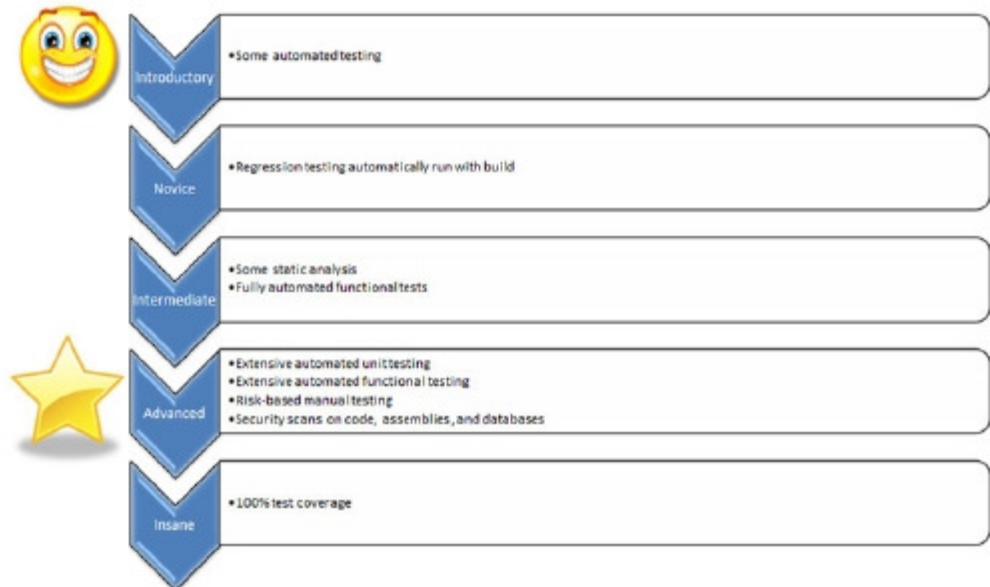 Introductory
•Some automated testing
Novice
•Regression testing automatically run with build
Intermediate
•Some static analysis
•Fully automated functional tests
Advanced
•Extensive automated unit testing
•Extensive automated functional testing
•Risk-based manual testing
•Security scans on code, assemblies, and databases
Insane
•100% test coverage